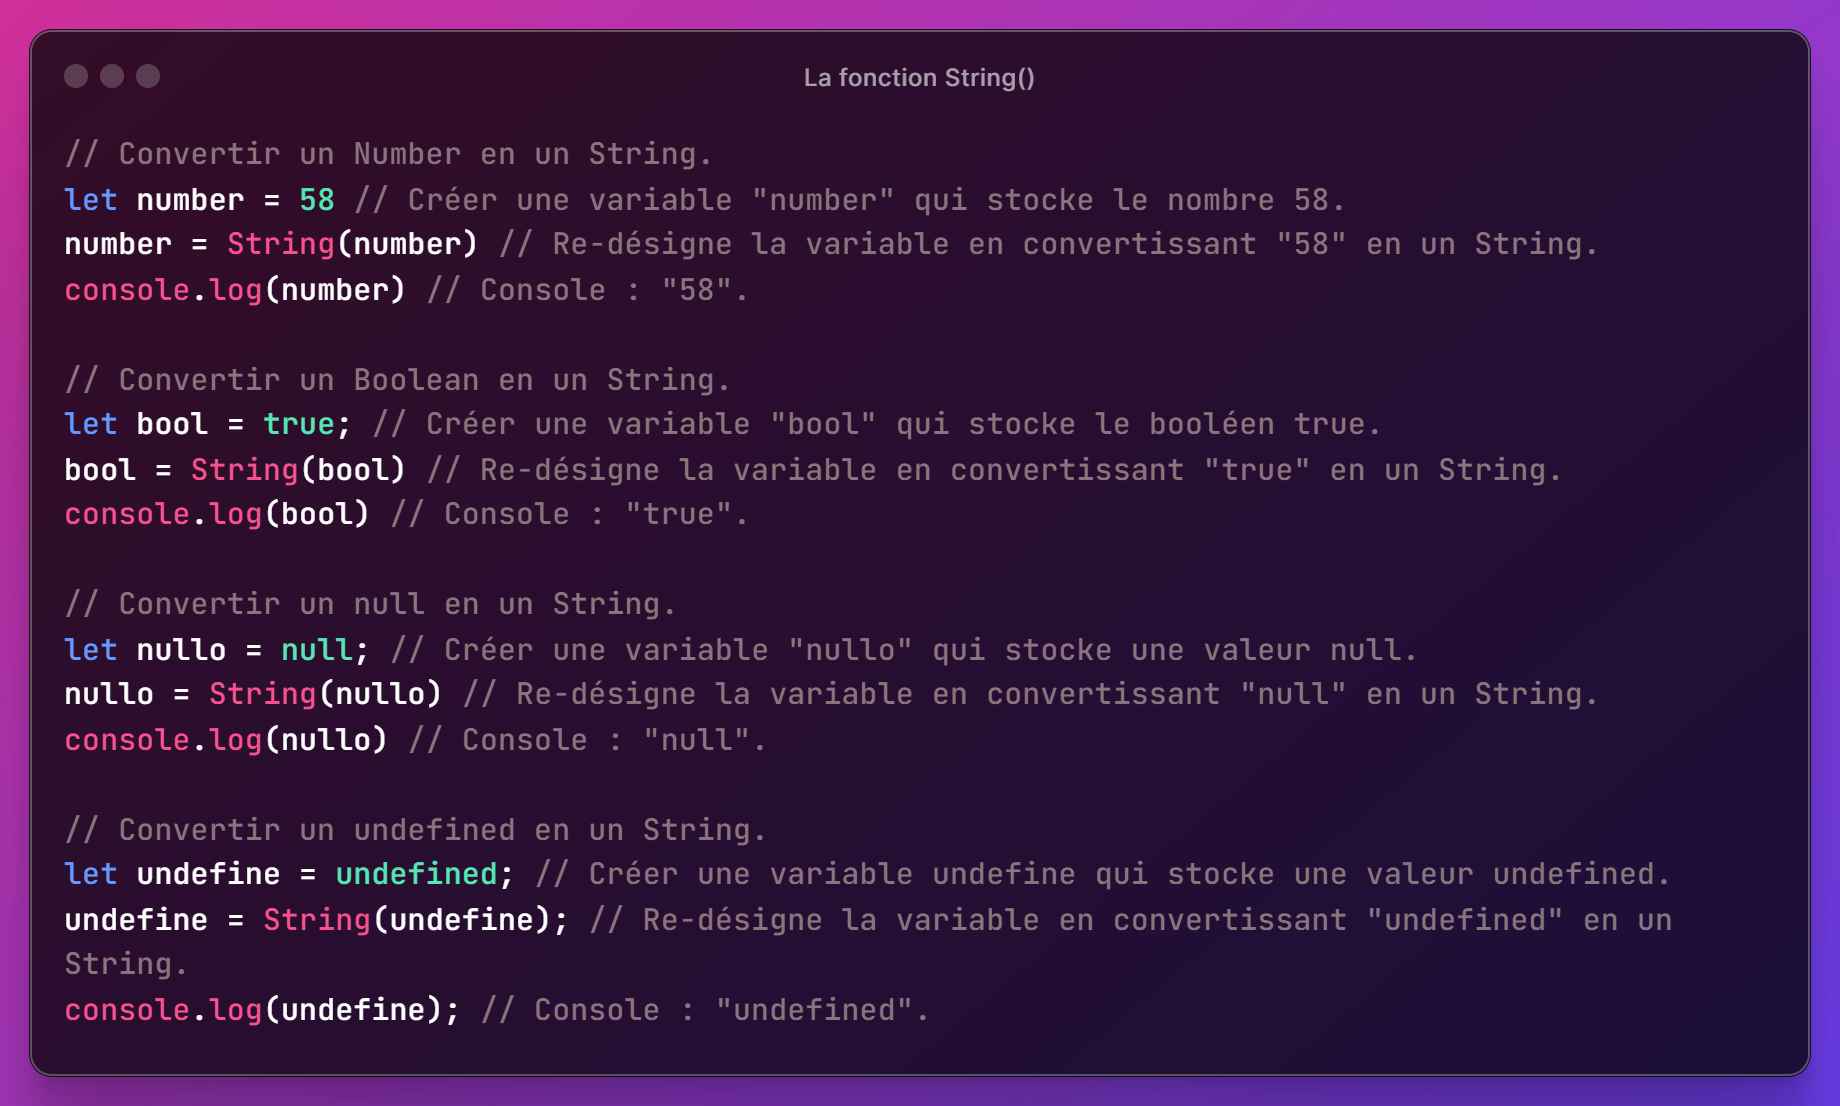 La fonction String()
// Convertir un Number en un String.
let number = 58 // Créer une variable "number" qui stocke le nombre 58.
number = String(number) // Re-désigne la variable en convertissant "58" en un String.
console.log(number) // Console : "58".
// Convertir un Boolean en un String.
let bool = true; // Créer une variable "bool" qui stocke le booléen true.
bool = String(bool) // Re-désigne la variable en convertissant "true" en un String.
console.log(bool) // Console : "true".
// Convertir un null en un String.
let nullo = null; // Créer une variable "nullo" qui stocke une valeur null.
nullo = String(nullo) // Re-désigne la variable en convertissant "null" en un String.
console.log(nullo) // Console : "null".
// Convertir un undefined en un String.
let undefine = undefined; // Créer une variable undefine qui stocke une valeur undefined.
undefine = String(undefine); // Re-désigne la variable en convertissant "undefined" en un
String.
console.log(undefine); // Console : "undefined".